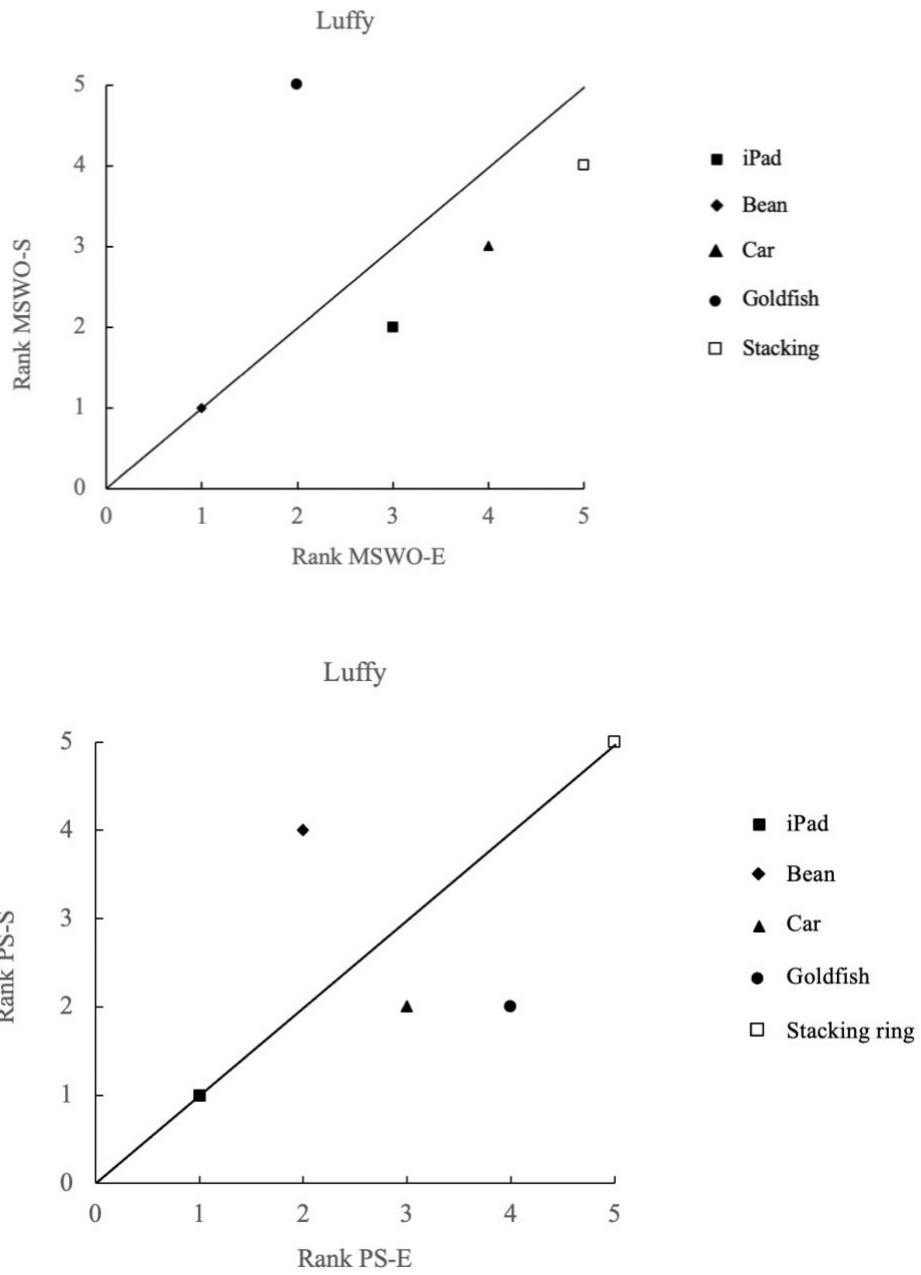 Luffy
5
4
3
2
1
0
Rank MSWO-S
0 1 2 3 4 5
Rank MSWO-E
iPad
Bean
Car
Goldfish
Stacking
Luffy
5
4
3
2
1
0
Rank PS-S
0 1 2 3 4 5
Rank PS-E
iPad
Bean
Car
Goldfish
Stacking ring